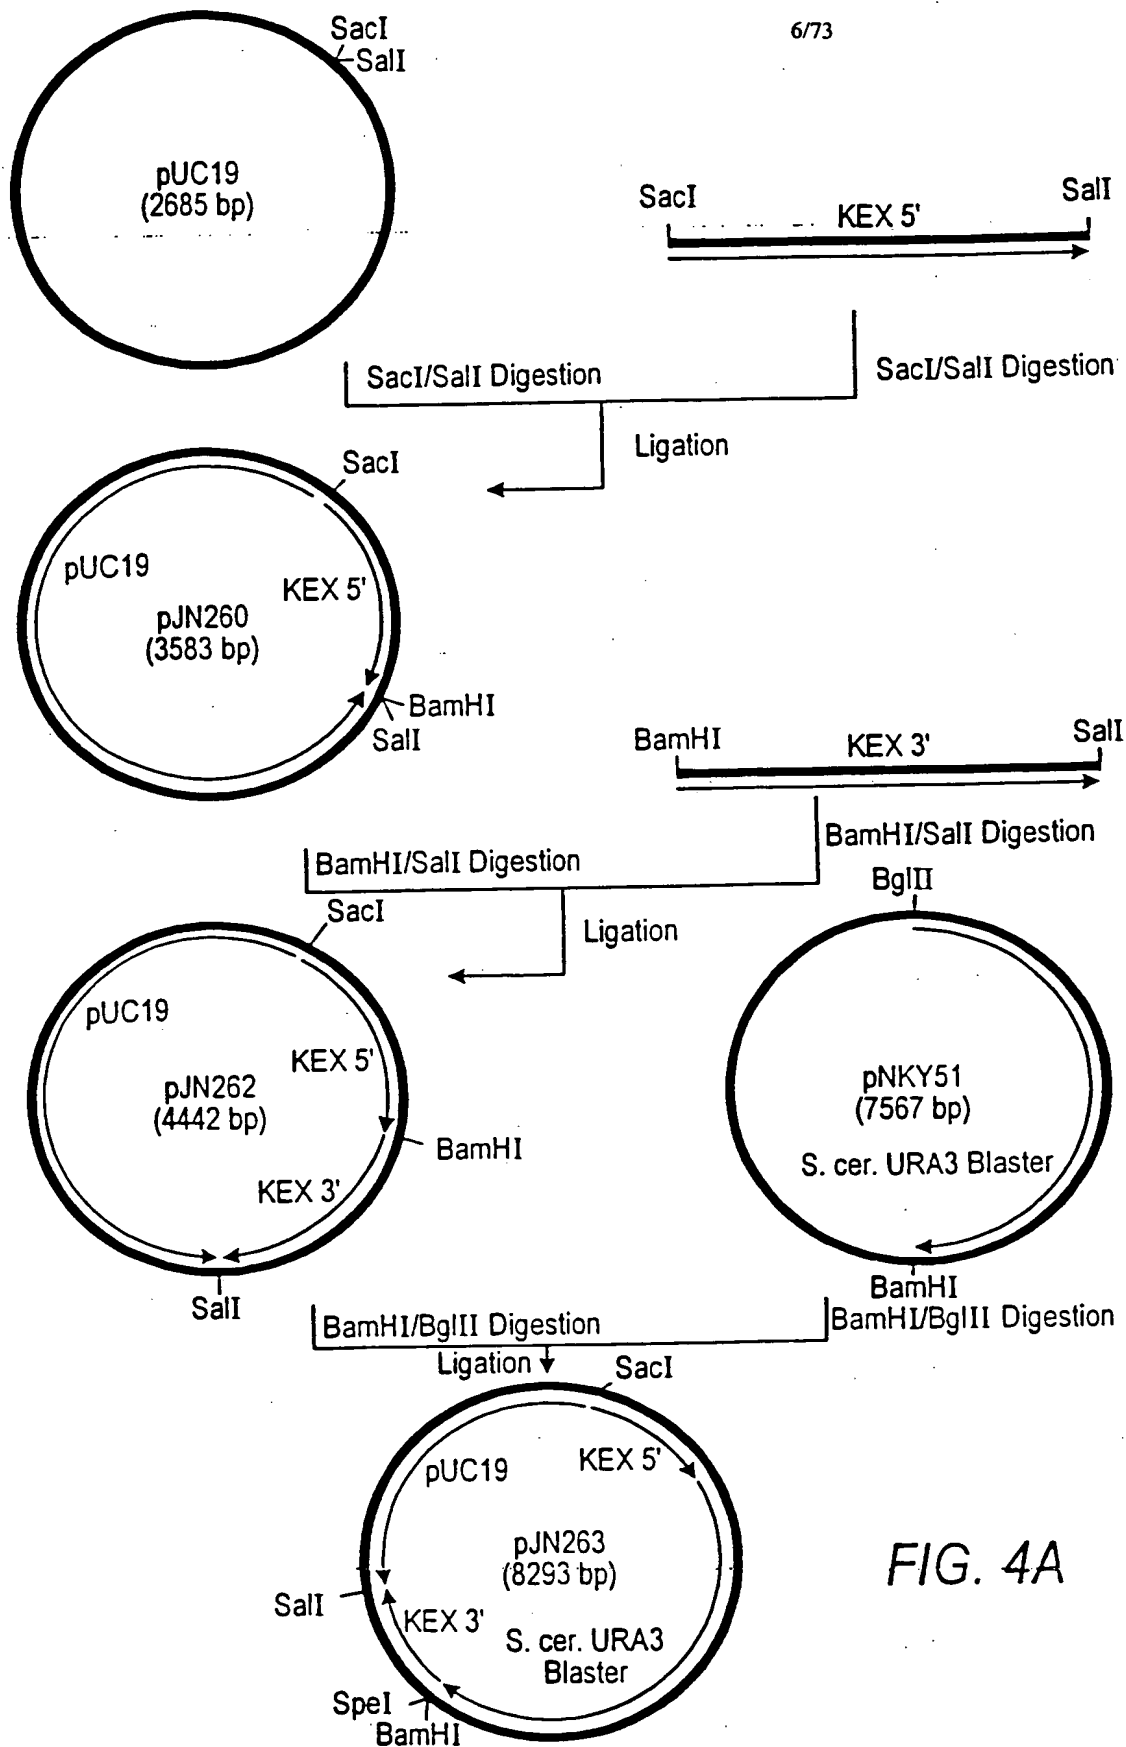 6/73
SacI
SalI
pUC19
(2685 bp)
SacI
KEX 5'
SalI
SacI/SalI Digestion
SacI/SalI Digestion
Ligation
SacI
pUC19
KEX 5'
pJN260
(3583 bp)
BamHI
SalI
BamHI
KEX 3'
SalI
BamHI/SalI Digestion
BamHI/SalI Digestion
SacI
Ligation
BglII
pUC19
KEX 5'
pJN262
(4442 bp)
BamHI
KEX 3'
SalI
pNKY51
(7567 bp)
S. cer. URA3 Blaster
BamHI
BamHI/BglII Digestion
BamHI/BglII Digestion
Ligation
SacI
pUC19
KEX 5'
pJN263
(8293 bp)
SalI
KEX 3'
S. cer. URA3
Blaster
SpeI
BamHI
FIG. 4A